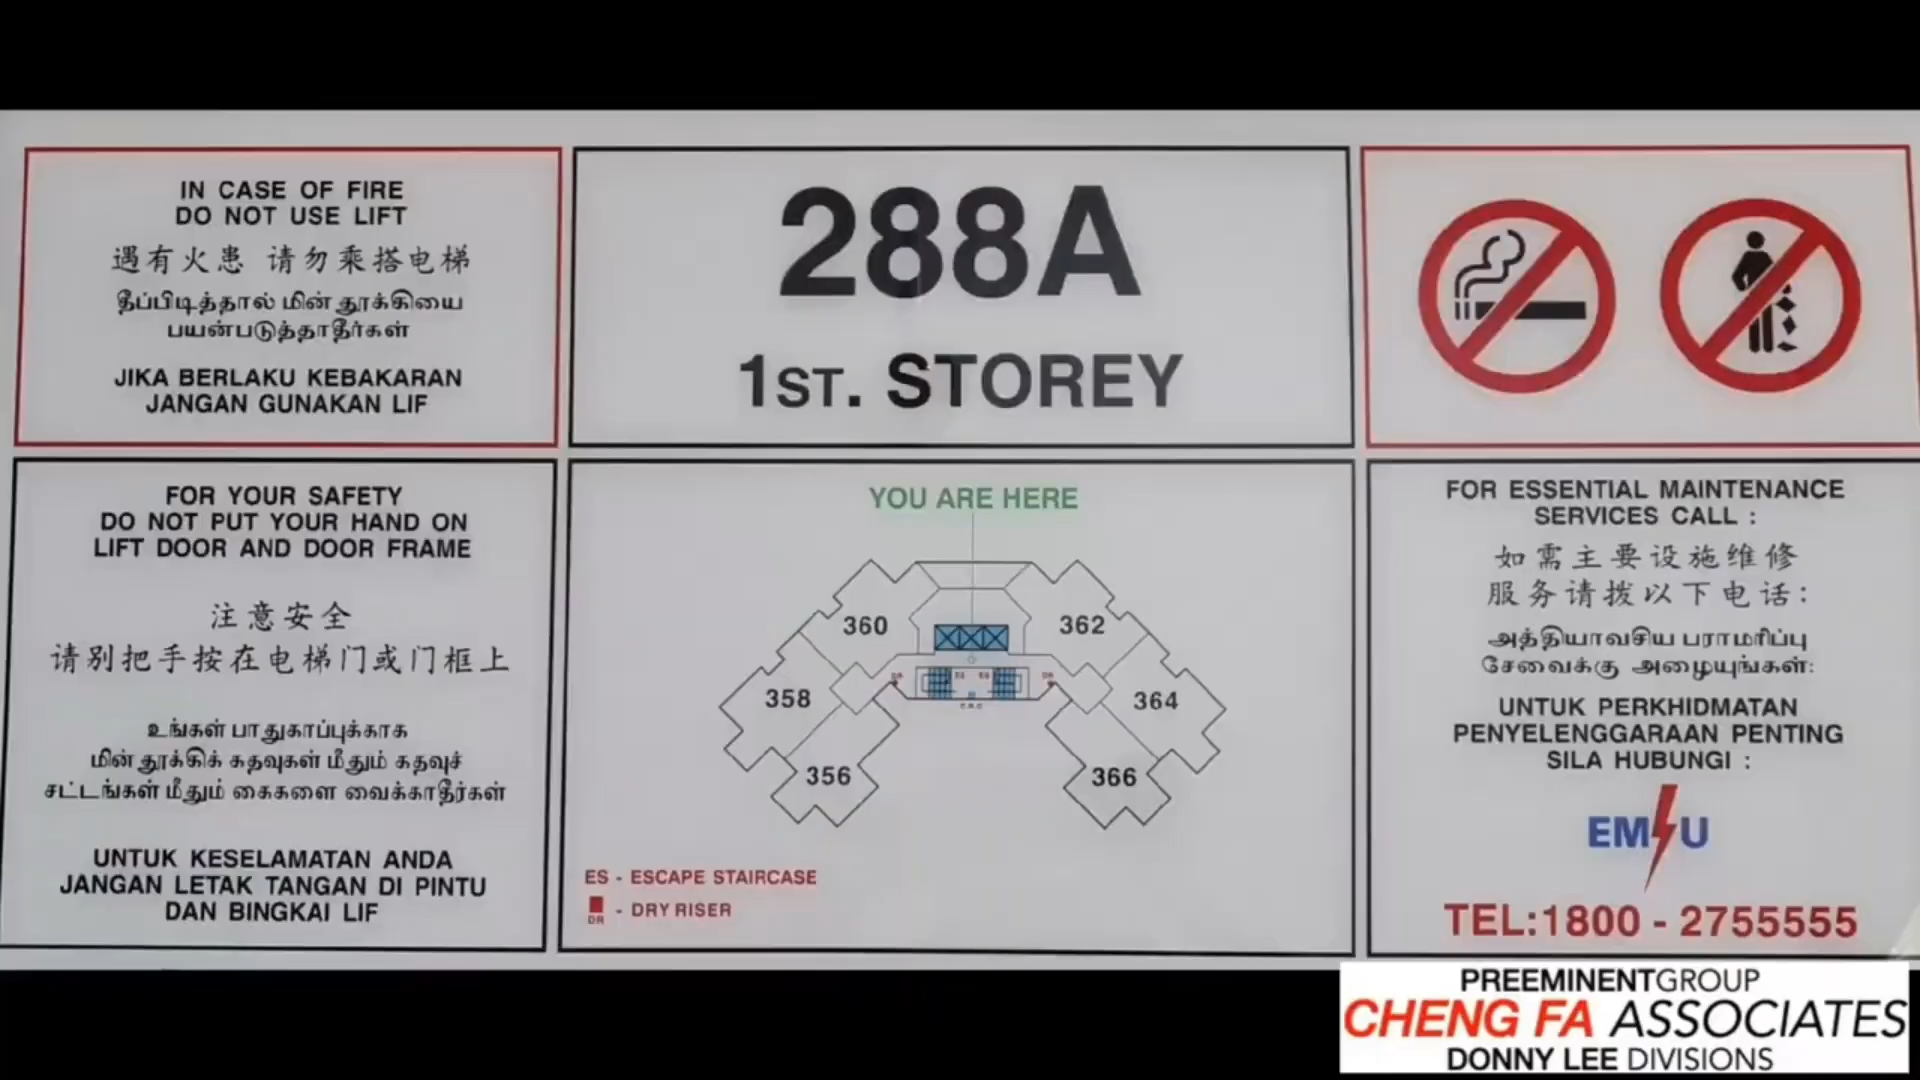 IN CASE OF FIRE
DO NOT USE LIFT
遇有火患 请勿乘搭电梯
தீப்பிடித்தால் மின் தூக்கியை
பயன்படுத்தாதீர்கள்
JIKA BERLAKU KEBAKARAN
JANGAN GUNAKAN LIF
288A
1ST. STOREY
FOR YOUR SAFETY
DO NOT PUT YOUR HAND ON
LIFT DOOR AND DOOR FRAME
注意安全
请别把手按在电梯门或门框上
உங்கள் பாதுகாப்புக்காக
மின் தூக்கிக் கதவுகள் மீதும் கதவுச்
சட்டங்கள் மீதும் கைகளை வைக்காதீர்கள்
UNTUK KESELAMATAN ANDA
JANGAN LETAK TANGAN DI PINTU
DAN BINGKAI LIF
YOU ARE HERE
360 362
358 364
DR ES ES DR
356 366
ES - ESCAPE STAIRCASE
DR - DRY RISER
FOR ESSENTIAL MAINTENANCE
SERVICES CALL :
如需主要设施维修
服务请拨以下电话：
அத்தியாவசிய பராமரிப்பு
சேவைக்கு அழையுங்கள்:
UNTUK PERKHIDMATAN
PENYELENGGARAAN PENTING
SILA HUBUNGI :
EMSU
TEL:1800 - 2755555
PREEMINENTGROUP
CHENG FA ASSOCIATES
DONNY LEE DIVISIONS